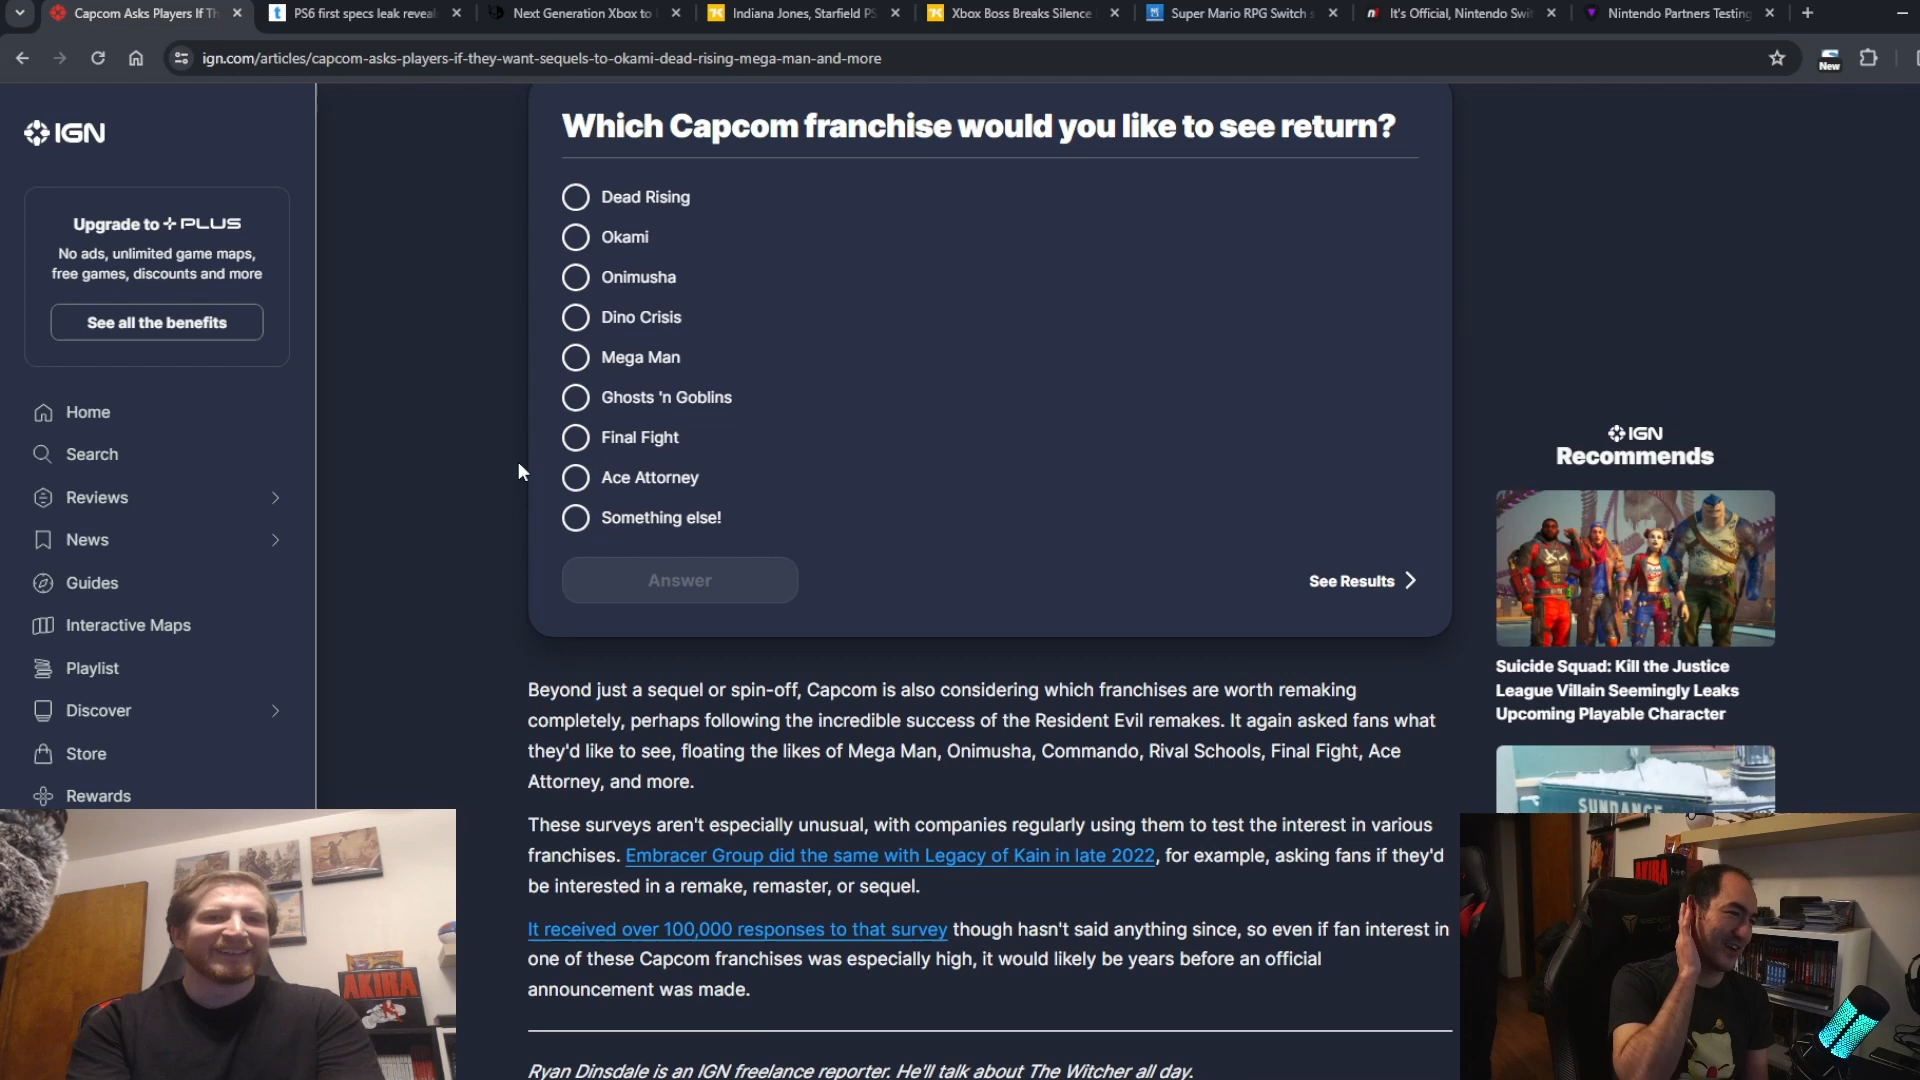 Capcom Asks Players If Th
PS6 first specs leak reveal
Next Generation Xbox to
Indiana Jones, Starfield PS
Xbox Boss Breaks Silence
Super Mario RPG Switch
It's Official, Nintendo Swit
Nintendo Partners Testing
ign.com/articles/capcom-asks-players-if-they-want-sequels-to-okami-dead-rising-mega-man-and-more
New
IGN
Upgrade to PLUS
No ads, unlimited game maps,
free games, discounts and more
See all the benefits
Home
Search
Reviews
News
Guides
Interactive Maps
Playlist
Discover
Store
Rewards
Which Capcom franchise would you like to see return?
Dead Rising
Okami
Onimusha
Dino Crisis
Mega Man
Ghosts 'n Goblins
Final Fight
Ace Attorney
Something else!
Answer
See Results
Beyond just a sequel or spin-off, Capcom is also considering which franchises are worth remaking
completely, perhaps following the incredible success of the Resident Evil remakes. It again asked fans what
they'd like to see, floating the likes of Mega Man, Onimusha, Commando, Rival Schools, Final Fight, Ace
Attorney, and more.
These surveys aren't especially unusual, with companies regularly using them to test the interest in various
franchises. Embracer Group did the same with Legacy of Kain in late 2022, for example, asking fans if they'd
be interested in a remake, remaster, or sequel.
It received over 100,000 responses to that survey though hasn't said anything since, so even if fan interest in
one of these Capcom franchises was especially high, it would likely be years before an official
announcement was made.
Ryan Dinsdale is an IGN freelance reporter. He'll talk about The Witcher all day.
IGN
Recommends
Suicide Squad: Kill the Justice
League Villain Seemingly Leaks
Upcoming Playable Character
SUNDANCE
AKIRA
AKIRA